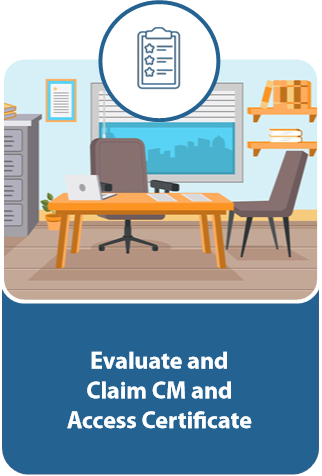 Evaluate and
Claim CM and
Access Certificate